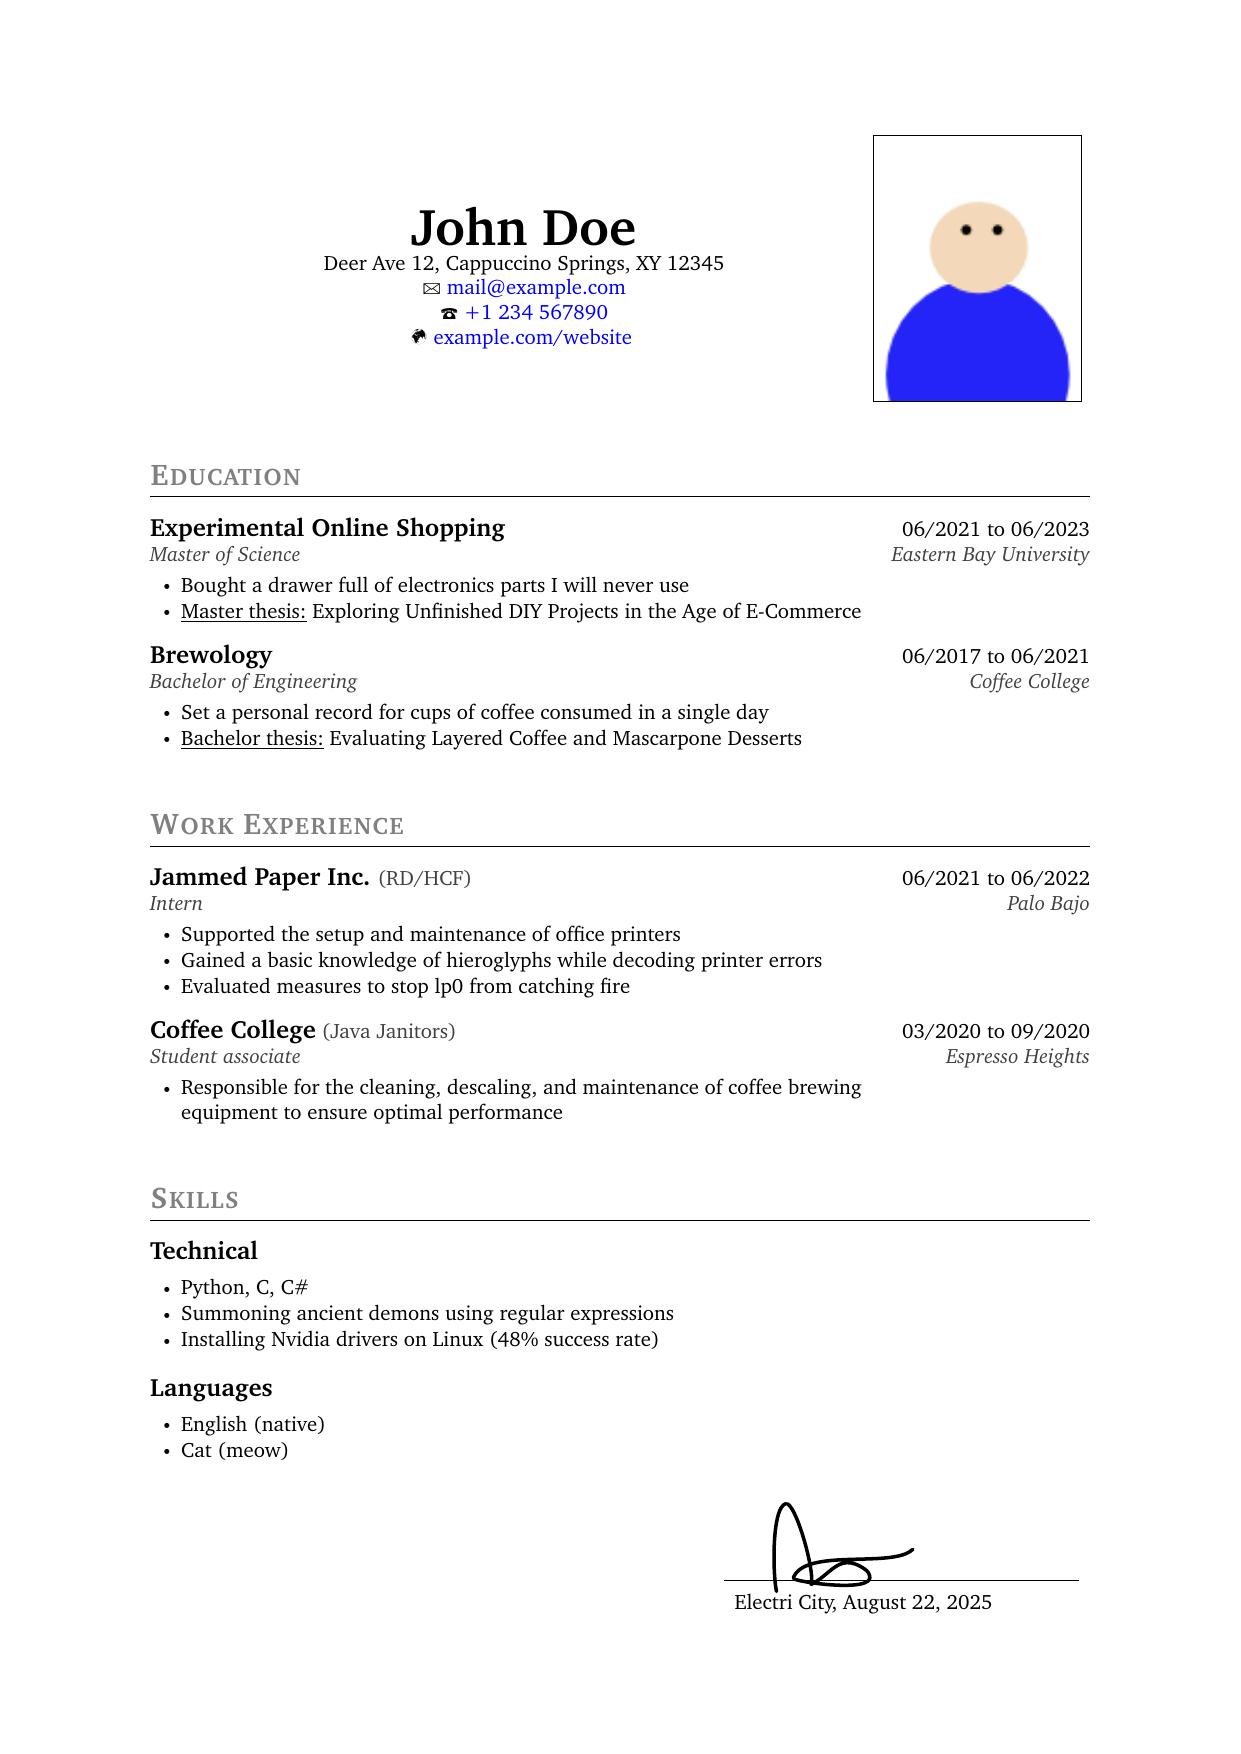 John Doe
Deer Ave 12, Cappuccino Springs, XY 12345
✉ mail@example.com
☎ +1 234 567890
example.com/website
EDUCATION
Experimental Online Shopping 06/2021 to 06/2023
Master of Science Eastern Bay University
• Bought a drawer full of electronics parts I will never use
• Master thesis: Exploring Unfinished DIY Projects in the Age of E-Commerce
Brewology 06/2017 to 06/2021
Bachelor of Engineering Coffee College
• Set a personal record for cups of coffee consumed in a single day
• Bachelor thesis: Evaluating Layered Coffee and Mascarpone Desserts
WORK EXPERIENCE
Jammed Paper Inc. (RD/HCF) 06/2021 to 06/2022
Intern Palo Bajo
• Supported the setup and maintenance of office printers
• Gained a basic knowledge of hieroglyphs while decoding printer errors
• Evaluated measures to stop lp0 from catching fire
Coffee College (Java Janitors) 03/2020 to 09/2020
Student associate Espresso Heights
• Responsible for the cleaning, descaling, and maintenance of coffee brewing
equipment to ensure optimal performance
SKILLS
Technical
• Python, C, C#
• Summoning ancient demons using regular expressions
• Installing Nvidia drivers on Linux (48% success rate)
Languages
• English (native)
• Cat (meow)
Electri City, August 22, 2025